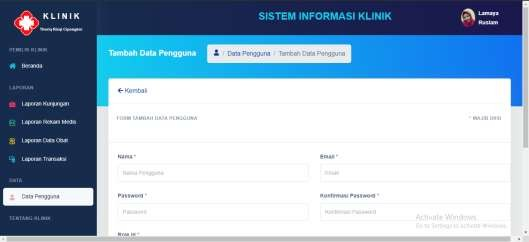 KLINIK
SISTEM INFORMASI KLINIK
Lamaya
Ruslam
PEMILIK KLINIK
Beranda
LAPORAN
Laporan Kunjungan
Laporan Rekam Medis
Laporan Data Obat
Laporan Transaksi
DATA
Data Pengguna
TENTANG KLINIK
Tambah Data Pengguna
/ Data Pengguna / Tambah Data Pengguna
← Kembali
FORM TAMBAH DATA PENGGUNA
* WAJIB DIISI
Nama *
Email *
Nama Pengguna
Email
Password *
Konfirmasi Password *
Password
Konfirmasi Password
Activate Windows
Go to Settings to activate Windows.